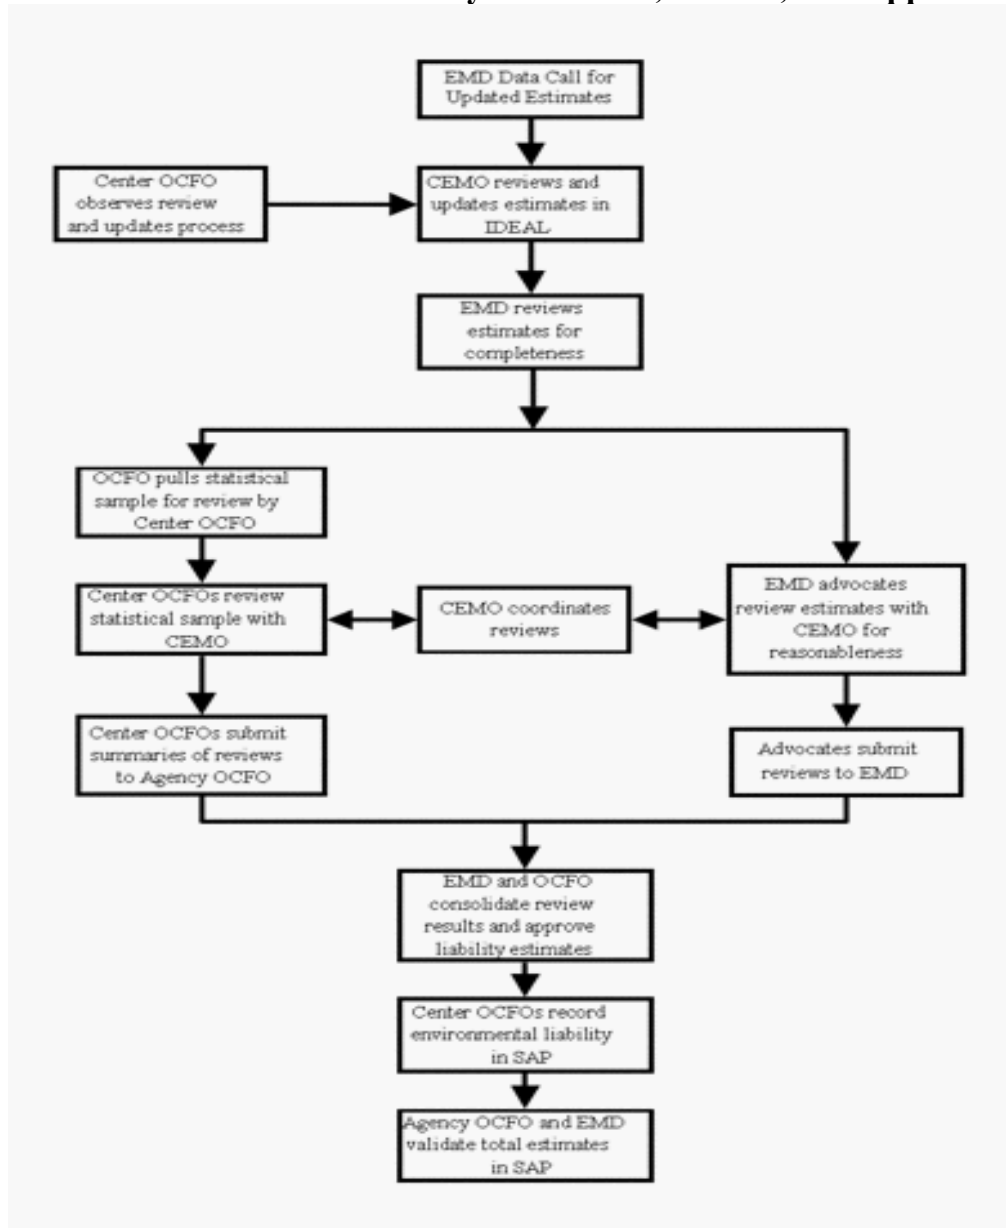 EMD Data Call for
Updated Estimates
Center OCFO
observes review
and updates process
CEMO reviews and
updates estimates in
IDEAL
EMD reviews
estimates for
completeness
OCFO pulls statistical
sample for review by
Center OCFO
Center OCFOs review
statistical sample with
CEMO
CEMO coordinates
reviews
EMD advocates
review estimates with
CEMO for
reasonableness
Center OCFOs submit
summaries of reviews
to Agency OCFO
Advocates submit
reviews to EMD
EMD and OCFO
consolidate review
results and approve
liability estimates
Center OCFOs record
environmental liability
in SAP
Agency OCFO and EMD
validate total estimates
in SAP